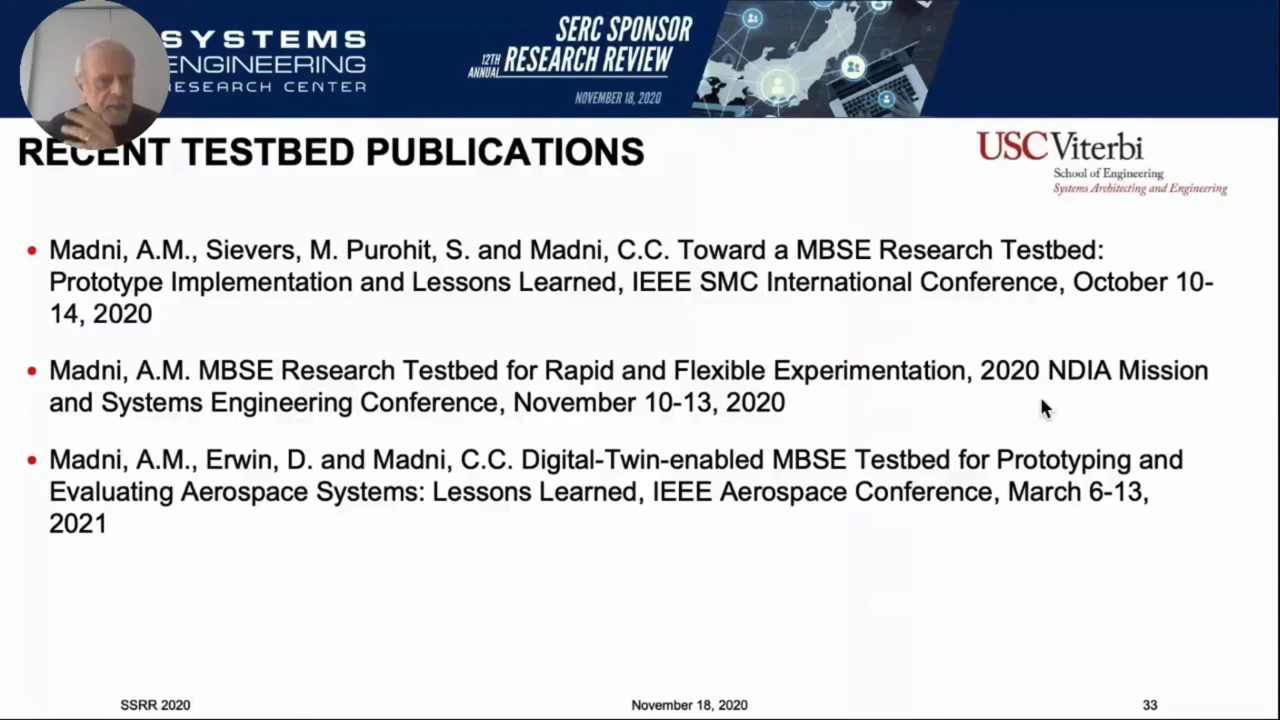 SYSTEMS
ENGINEERING
RESEARCH CENTER
SERC SPONSOR
12TH ANNUAL RESEARCH REVIEW
NOVEMBER 18, 2020
RECENT TESTBED PUBLICATIONS
USC Viterbi
School of Engineering
Systems Architecting and Engineering
• Madni, A.M., Sievers, M. Purohit, S. and Madni, C.C. Toward a MBSE Research Testbed:
Prototype Implementation and Lessons Learned, IEEE SMC International Conference, October 10-
14, 2020
• Madni, A.M. MBSE Research Testbed for Rapid and Flexible Experimentation, 2020 NDIA Mission
and Systems Engineering Conference, November 10-13, 2020
• Madni, A.M., Erwin, D. and Madni, C.C. Digital-Twin-enabled MBSE Testbed for Prototyping and
Evaluating Aerospace Systems: Lessons Learned, IEEE Aerospace Conference, March 6-13,
2021
SSRR 2020
November 18, 2020
33